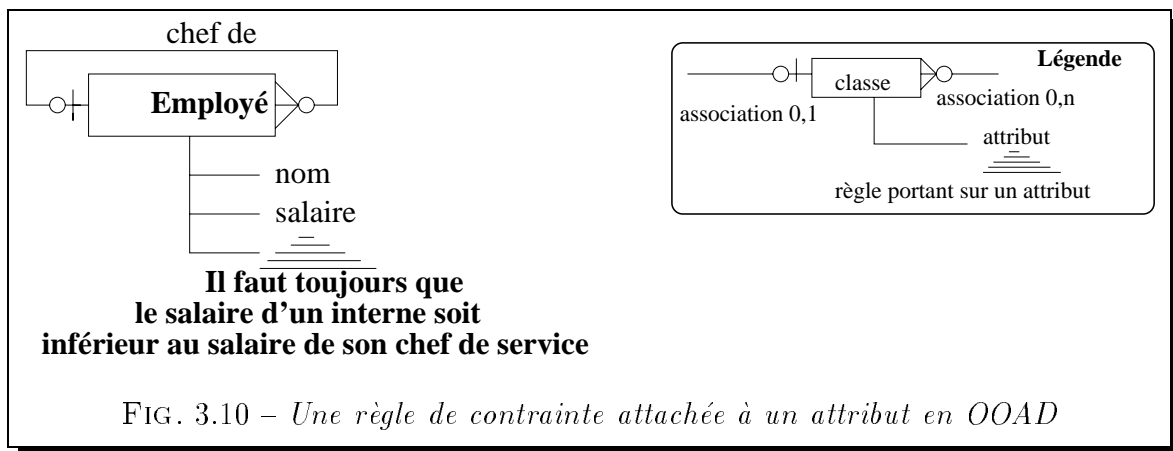 chef de
Employé
nom
salaire
Il faut toujours que
le salaire d'un interne soit
inférieur au salaire de son chef de service
Légende
classe
association 0,1
association 0,n
attribut
règle portant sur un attribut
FIG. 3.10 – Une règle de contrainte attachée à un attribut en OOAD